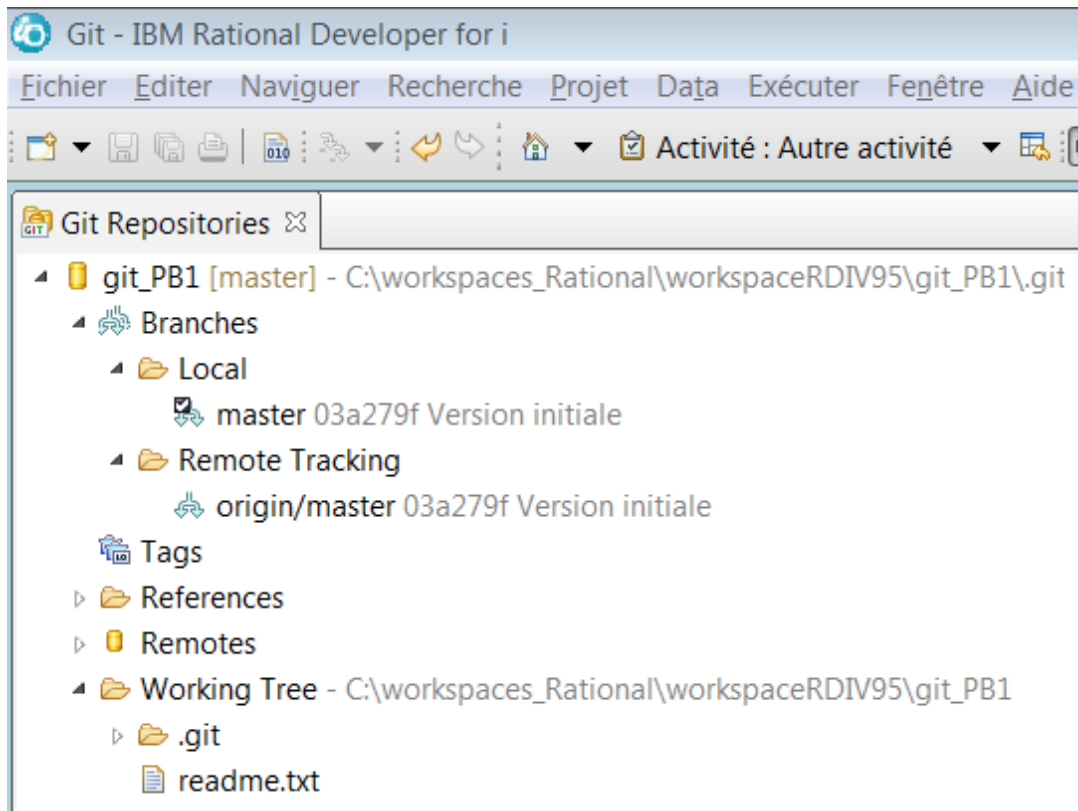 Git - IBM Rational Developer for i
Fichier Editer Naviguer Recherche Projet Data Exécuter Fenêtre Aide
010 Activité : Autre activité
GIT Git Repositories
git_PB1 [master] - C:\workspaces_Rational\workspaceRDIV95\git_PB1\.git
Branches
Local
master 03a279f Version initiale
Remote Tracking
origin/master 03a279f Version initiale
Tags
References
Remotes
Working Tree - C:\workspaces_Rational\workspaceRDIV95\git_PB1
.git
readme.txt